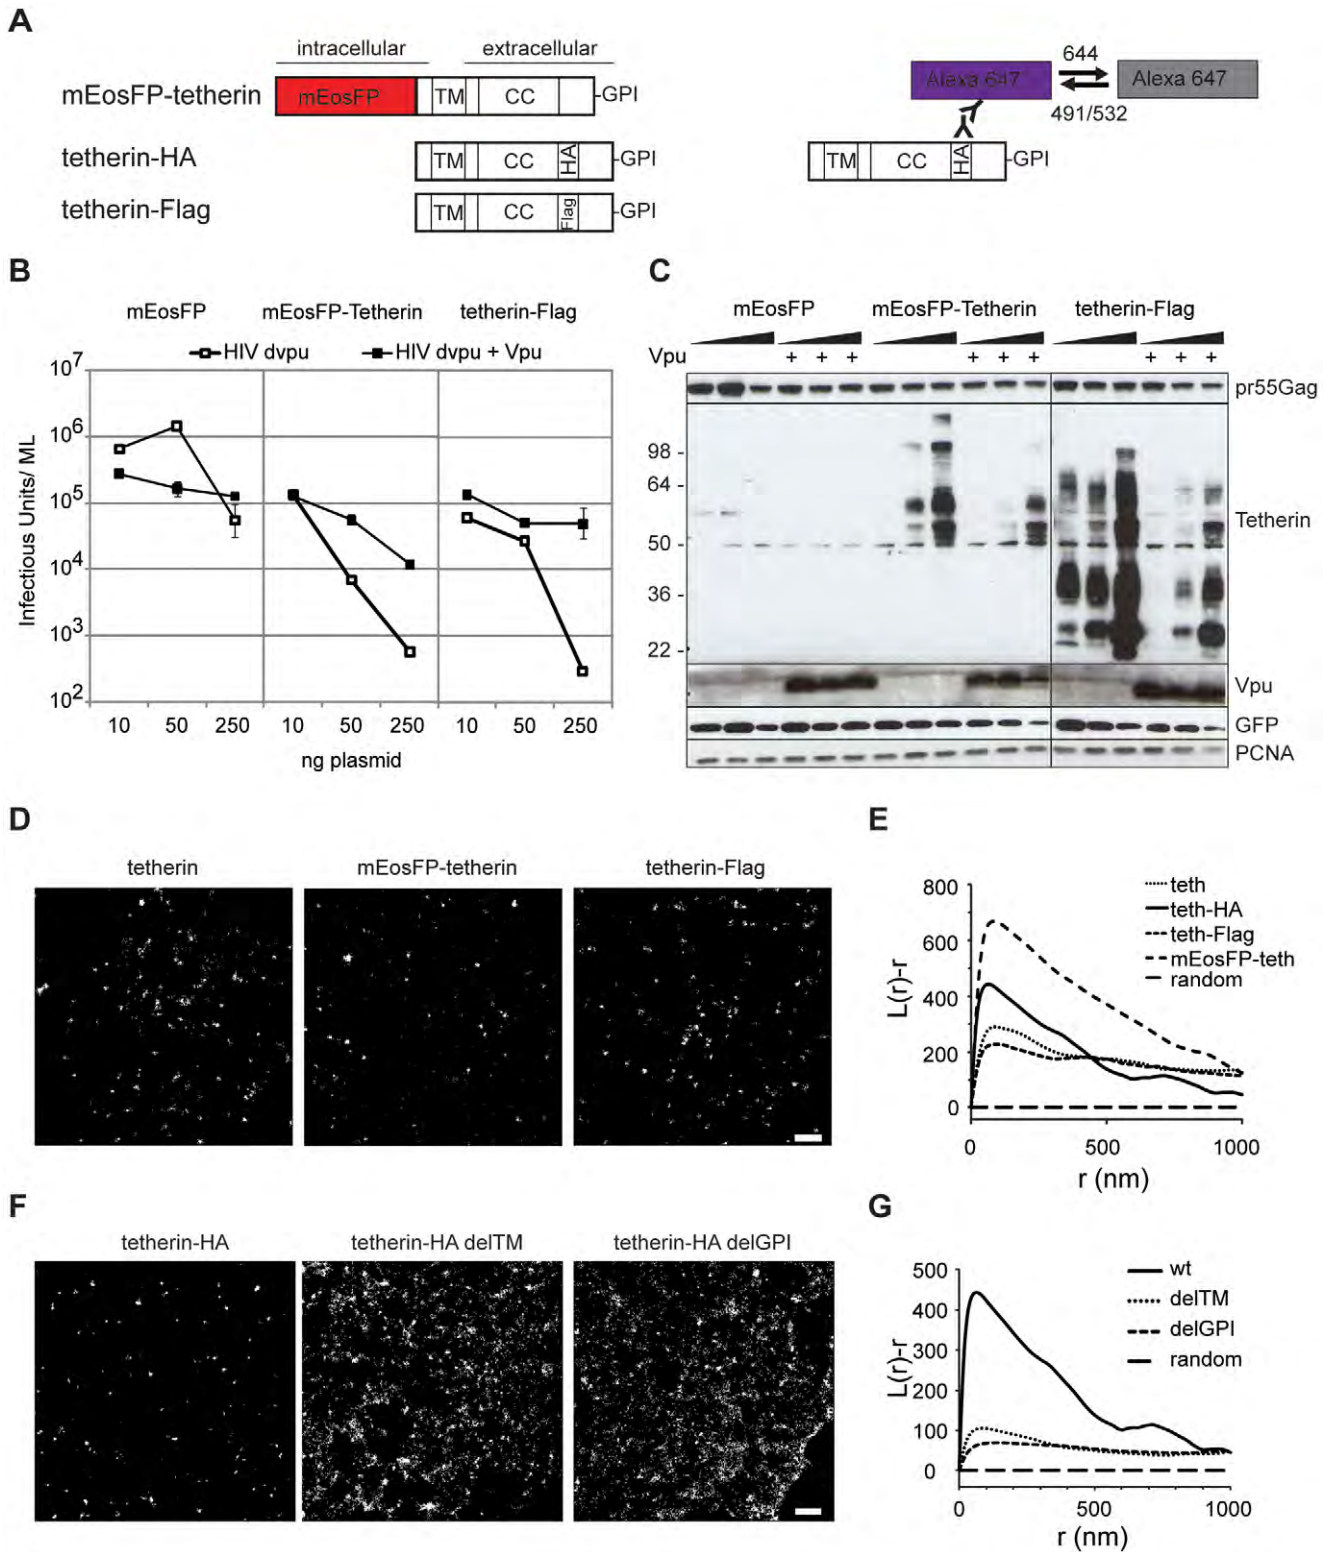 A
intracellular extracellular
mEosFP-tetherin mEosFP TM CC -GPI
tetherin-HA TM CC HA -GPI
tetherin-Flag TM CC Flag -GPI
Alexa 647 644 Alexa 647
491/532
TM CC HA -GPI
B
mEosFP mEosFP-Tetherin tetherin-Flag
HIV dvpu HIV dvpu + Vpu
Infectious Units/ ML
10^7
10^6
10^5
10^4
10^3
10^2
10 50 250 10 50 250 10 50 250
ng plasmid
C
mEosFP mEosFP-Tetherin tetherin-Flag
Vpu + + + + + + + + +
pr55Gag
98 -
64 -
Tetherin
50 -
36 -
22 -
Vpu
GFP
PCNA
D
tetherin mEosFP-tetherin tetherin-Flag
E
L(r)-r
800
600
400
200
0
0 500 1000
r (nm)
teth
teth-HA
teth-Flag
mEosFP-teth
random
F
tetherin-HA tetherin-HA delTM tetherin-HA delGPI
G
L(r)-r
500
400
300
200
100
0
0 500 1000
r (nm)
wt
delTM
delGPI
random